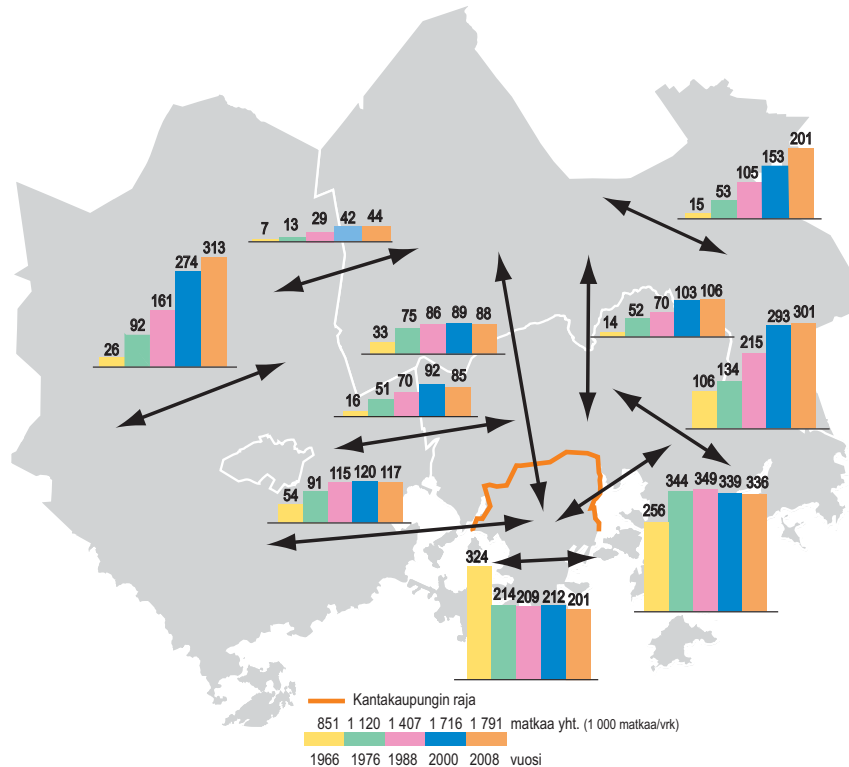 15 53 105 153 201
7 13 29 42 44
26 92 161 274 313
33 75 86 89 88
14 52 70 103 106
106 134 215 293 301
16 51 70 92 85
54 91 115 120 117
256 344 349 339 336
324 214 209 212 201
Kantakaupungin raja
851 1 120 1 407 1 716 1 791 matkaa yht. (1 000 matkaa/vrk)
1966 1976 1988 2000 2008 vuosi